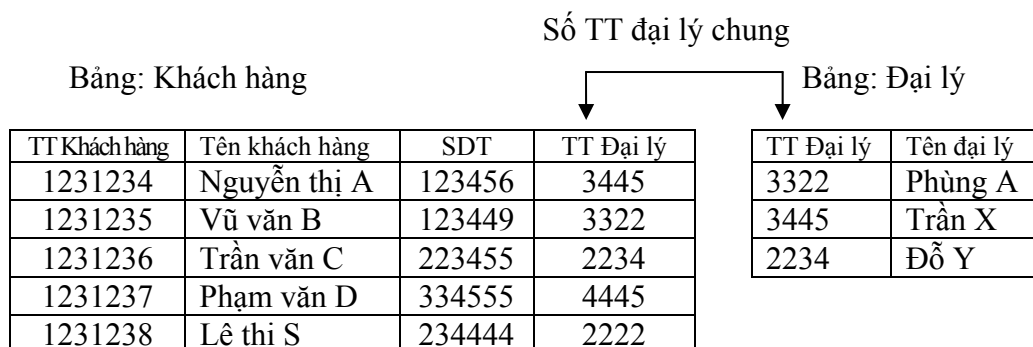 Số TT đại lý chung
Bảng: Khách hàng Bảng: Đại lý
TT Khách hàng Tên khách hàng SDT TT Đại lý TT Đại lý Tên đại lý
1231234 Nguyễn thị A 123456 3445 3322 Phùng A
1231235 Vũ văn B 123449 3322 3445 Trần X
1231236 Trần văn C 223455 2234 2234 Đỗ Y
1231237 Phạm văn D 334555 4445
1231238 Lê thi S 234444 2222